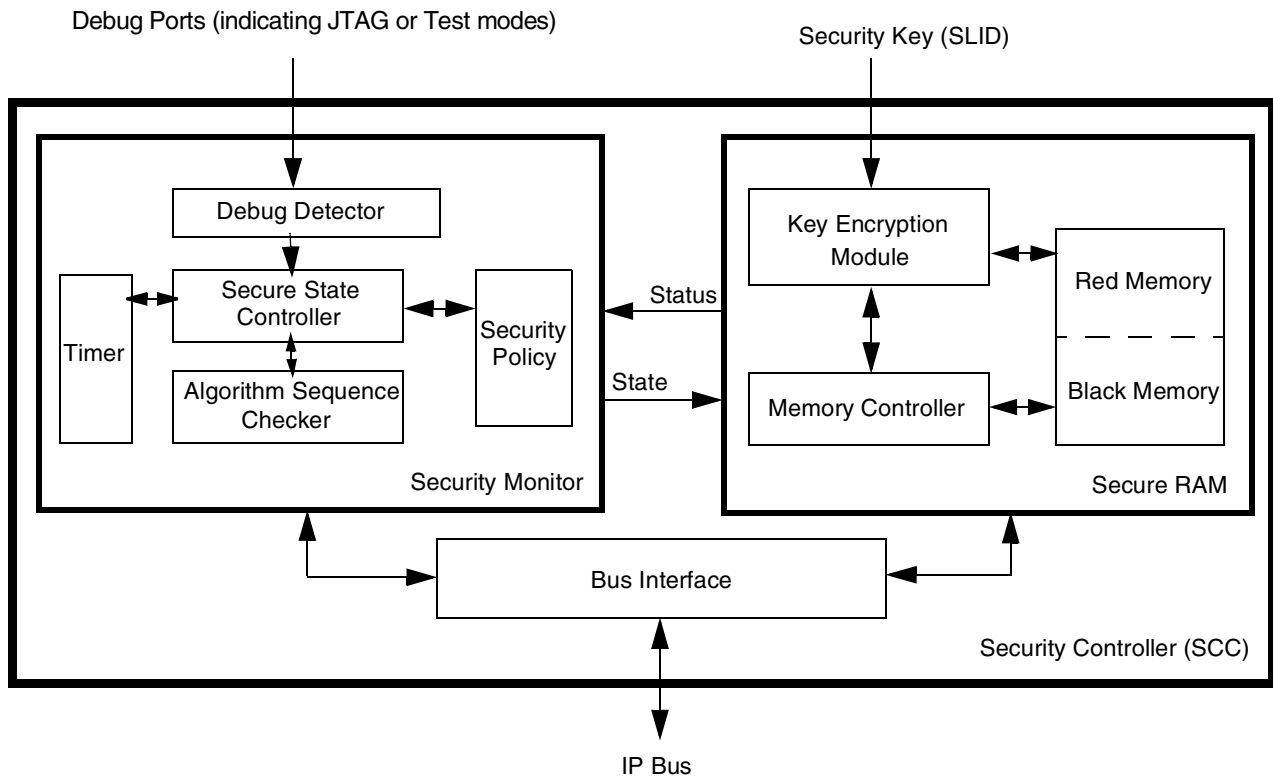 Debug Ports (indicating JTAG or Test modes)
Security Key (SLID)
Debug Detector
Secure State
Controller
Timer
Security
Policy
Algorithm Sequence
Checker
Security Monitor
Status
State
Key Encryption
Module
Red Memory
Black Memory
Memory Controller
Secure RAM
Bus Interface
Security Controller (SCC)
IP Bus